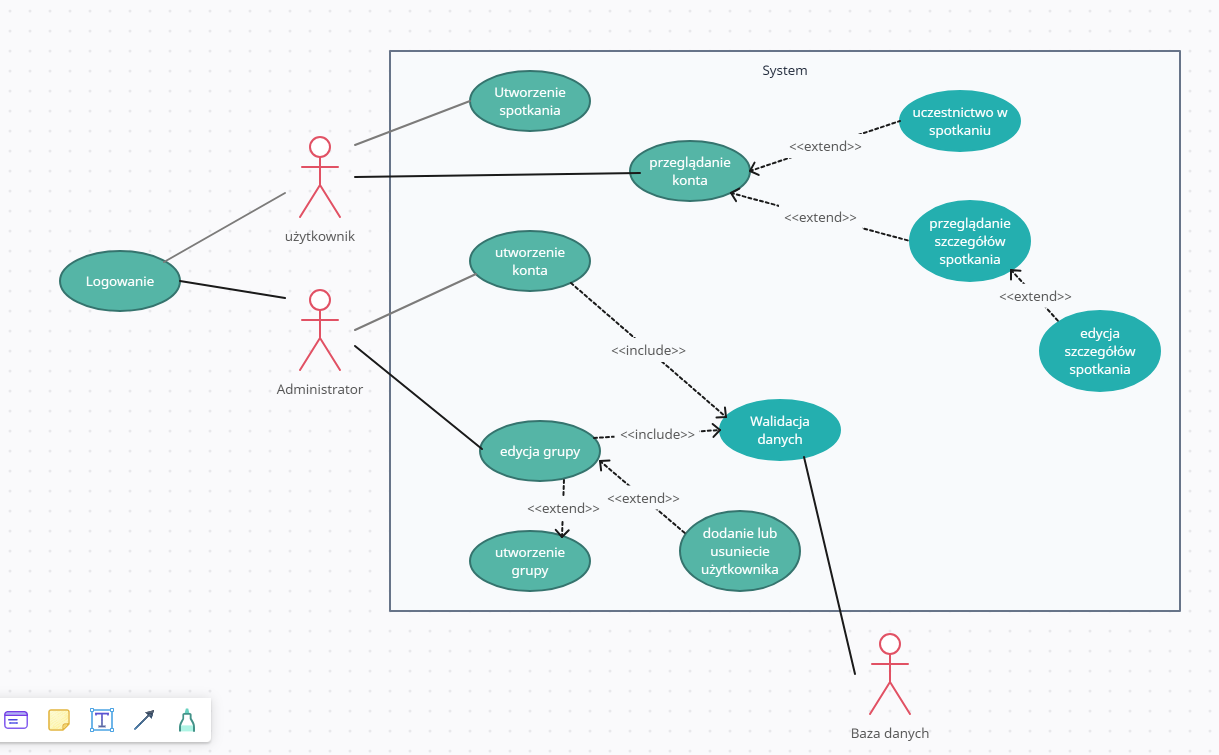 System
Utworzenie
spotkania
uczestnictwo w
spotkaniu
<<extend>>
przeglądanie
konta
<<extend>>
użytkownik
przeglądanie
szczegółów
spotkania
utworzenie
konta
Logowanie
<<extend>>
edycja
szczegółów
spotkania
<<include>>
Administrator
Walidacja
danych
<<include>>
edycja grupy
<<extend>>
<<extend>>
utworzenie
grupy
dodanie lub
usuniecie
użytkownika
Baza danych